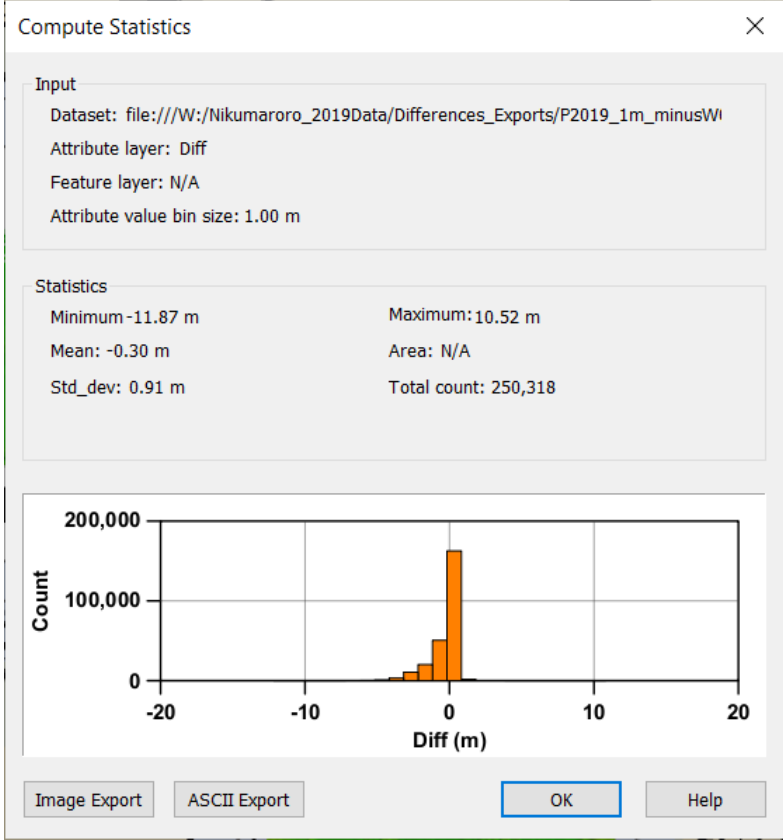 Compute Statistics
Input
Dataset: file:///W:/Nikumaroro_2019Data/Differences_Exports/P2019_1m_minusW
Attribute layer: Diff
Feature layer: N/A
Attribute value bin size: 1.00 m
Statistics
Minimum -11.87 m Maximum: 10.52 m
Mean: -0.30 m Area: N/A
Std_dev: 0.91 m Total count: 250,318
200,000
100,000
0
Count
-20 -10 0 10 20
Diff (m)
Image Export ASCII Export OK Help